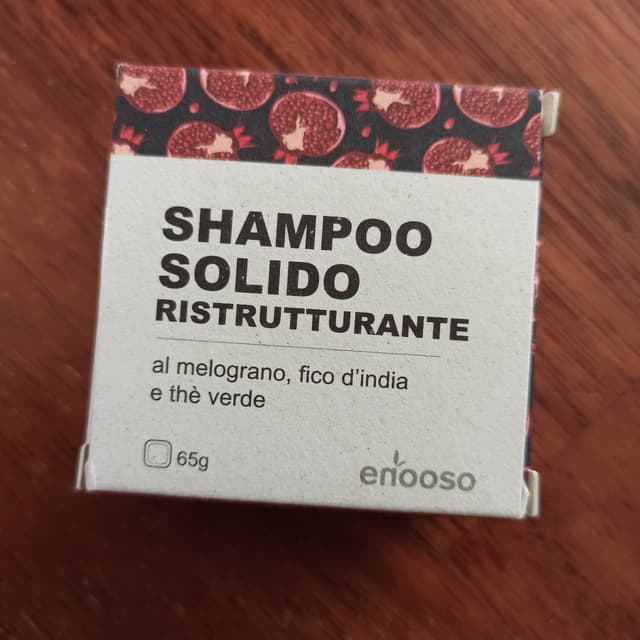 SHAMPOO
SOLIDO
RISTRUTTURANTE
al melograno, fico d'india
e thè verde
65g
enooso